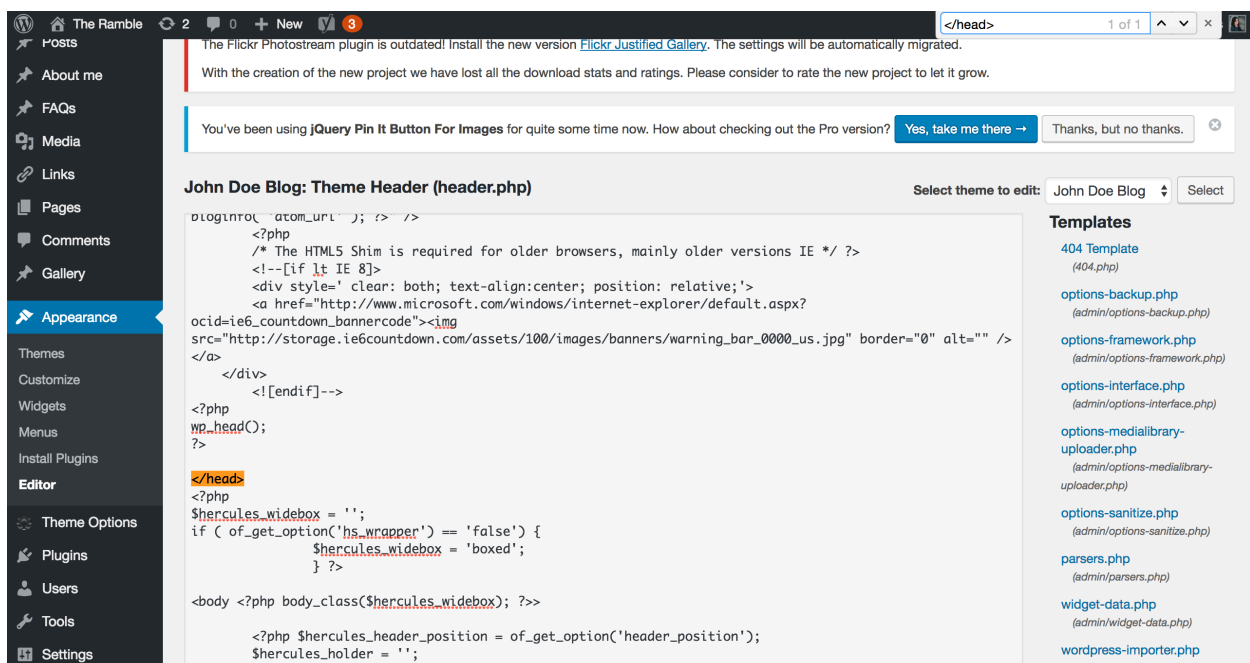 The Ramble 2 0 + New 3 </head> 1 of 1
Posts
About me
FAQs
Media
Links
Pages
Comments
Gallery
Appearance
Themes
Customize
Widgets
Menus
Install Plugins
Editor
Theme Options
Plugins
Users
Tools
Settings
The Flickr Photostream plugin is outdated! Install the new version Flickr Justified Gallery. The settings will be automatically migrated.
With the creation of the new project we have lost all the download stats and ratings. Please consider to rate the new project to let it grow.
You've been using jQuery Pin It Button For Images for quite some time now. How about checking out the Pro version? Yes, take me there → Thanks, but no thanks.
John Doe Blog: Theme Header (header.php)
Select theme to edit: John Doe Blog Select
bloginfo( 'atom_url' ); ?>" />
<?php
/* The HTML5 Shim is required for older browsers, mainly older versions IE */ ?>
<!--[if lt IE 8]>
<div style=' clear: both; text-align:center; position: relative;'>
<a href="http://www.microsoft.com/windows/internet-explorer/default.aspx?
ocid=ie6_countdown_bannercode"><img
src="http://storage.ie6countdown.com/assets/100/images/banners/warning_bar_0000_us.jpg" border="0" alt="" />
</a>
</div>
<![endif]-->
<?php
wp_head();
?>
</head>
<?php
$hercules_widebox = '';
if ( of_get_option('hs_wrapper') == 'false') {
$hercules_widebox = 'boxed';
} ?>
<body <?php body_class($hercules_widebox); ?>>
<?php $hercules_header_position = of_get_option('header_position');
$hercules_holder = '';
Templates
404 Template
(404.php)
options-backup.php
(admin/options-backup.php)
options-framework.php
(admin/options-framework.php)
options-interface.php
(admin/options-interface.php)
options-medialibrary-
uploader.php
(admin/options-medialibrary-
uploader.php)
options-sanitize.php
(admin/options-sanitize.php)
parsers.php
(admin/parsers.php)
widget-data.php
(admin/widget-data.php)
wordpress-importer.php